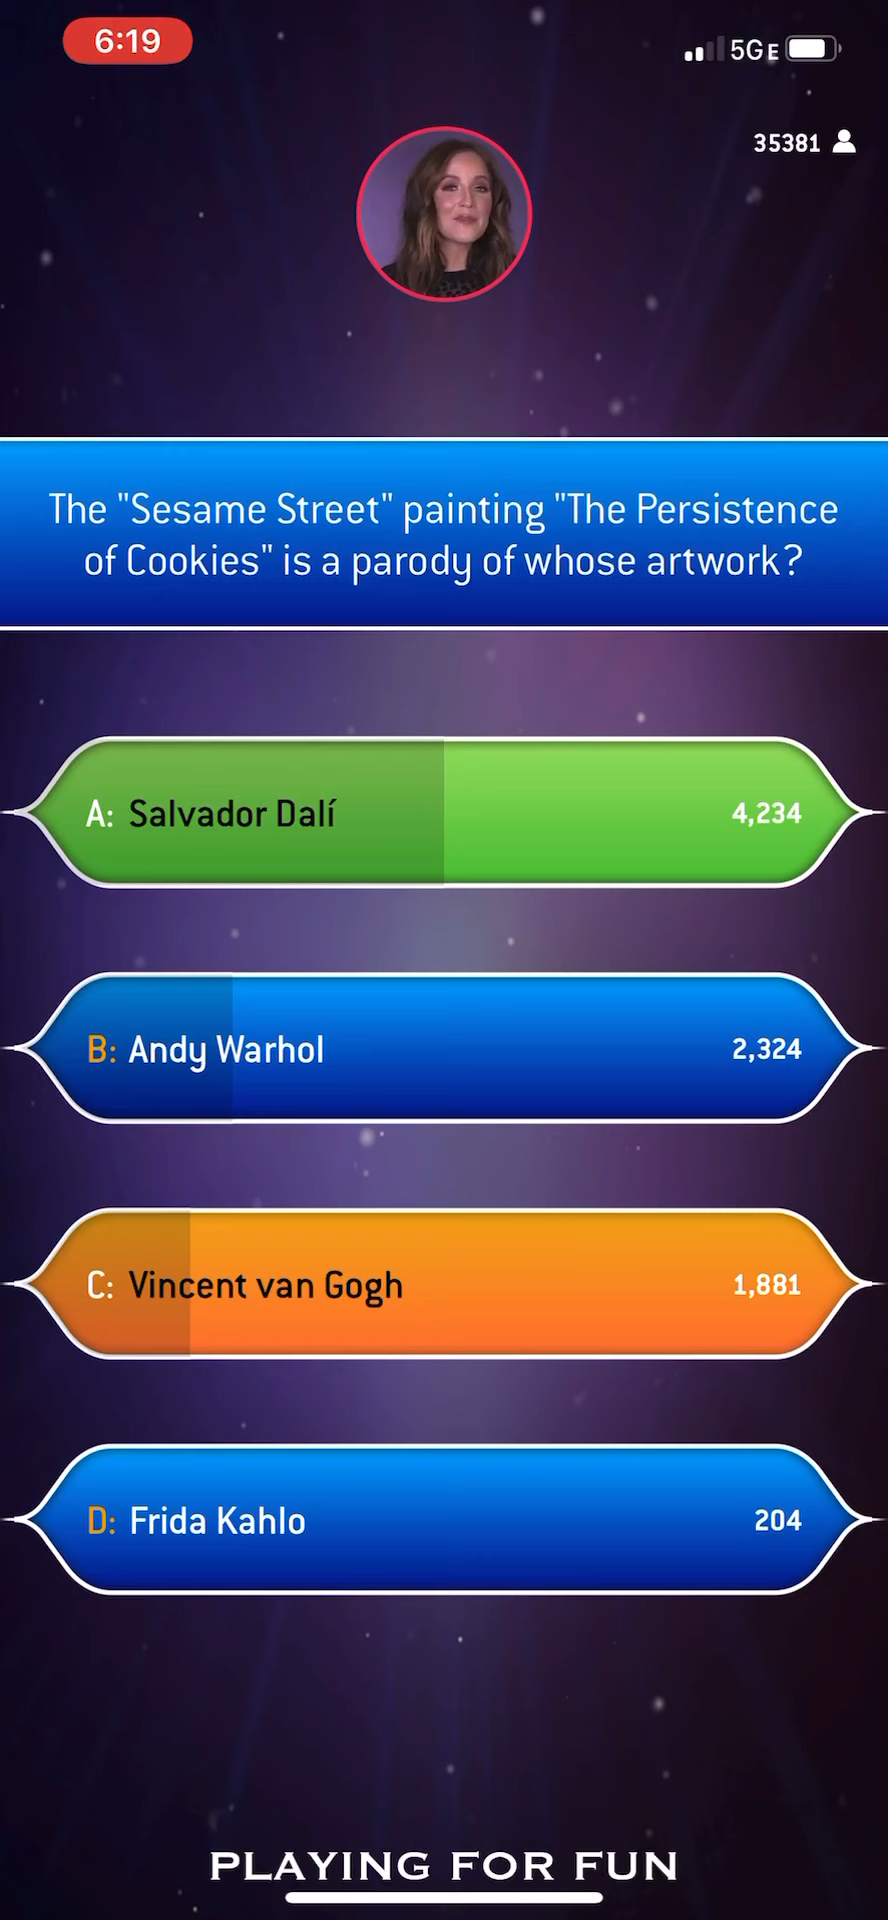 6:19
5GE
35381
The "Sesame Street" painting "The Persistence
of Cookies" is a parody of whose artwork?
A: Salvador Dalí 4,234
B: Andy Warhol 2,324
C: Vincent van Gogh 1,881
D: Frida Kahlo 204
PLAYING FOR FUN